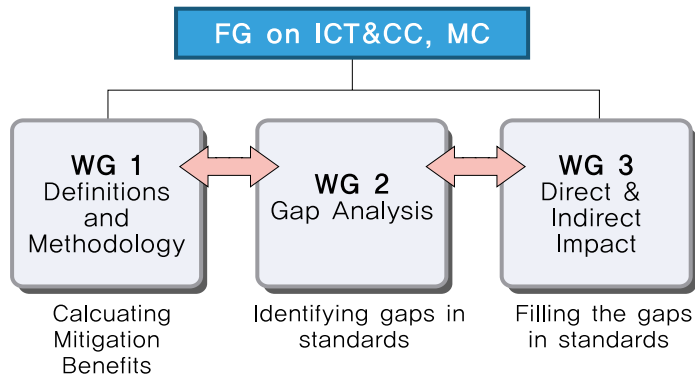 FG on ICT&CC, MC
WG 1
Definitions
and
Methodology
WG 2
Gap Analysis
WG 3
Direct &
Indirect
Impact
Calcuating
Mitigation
Benefits
Identifying gaps in
standards
Filling the gaps
in standards